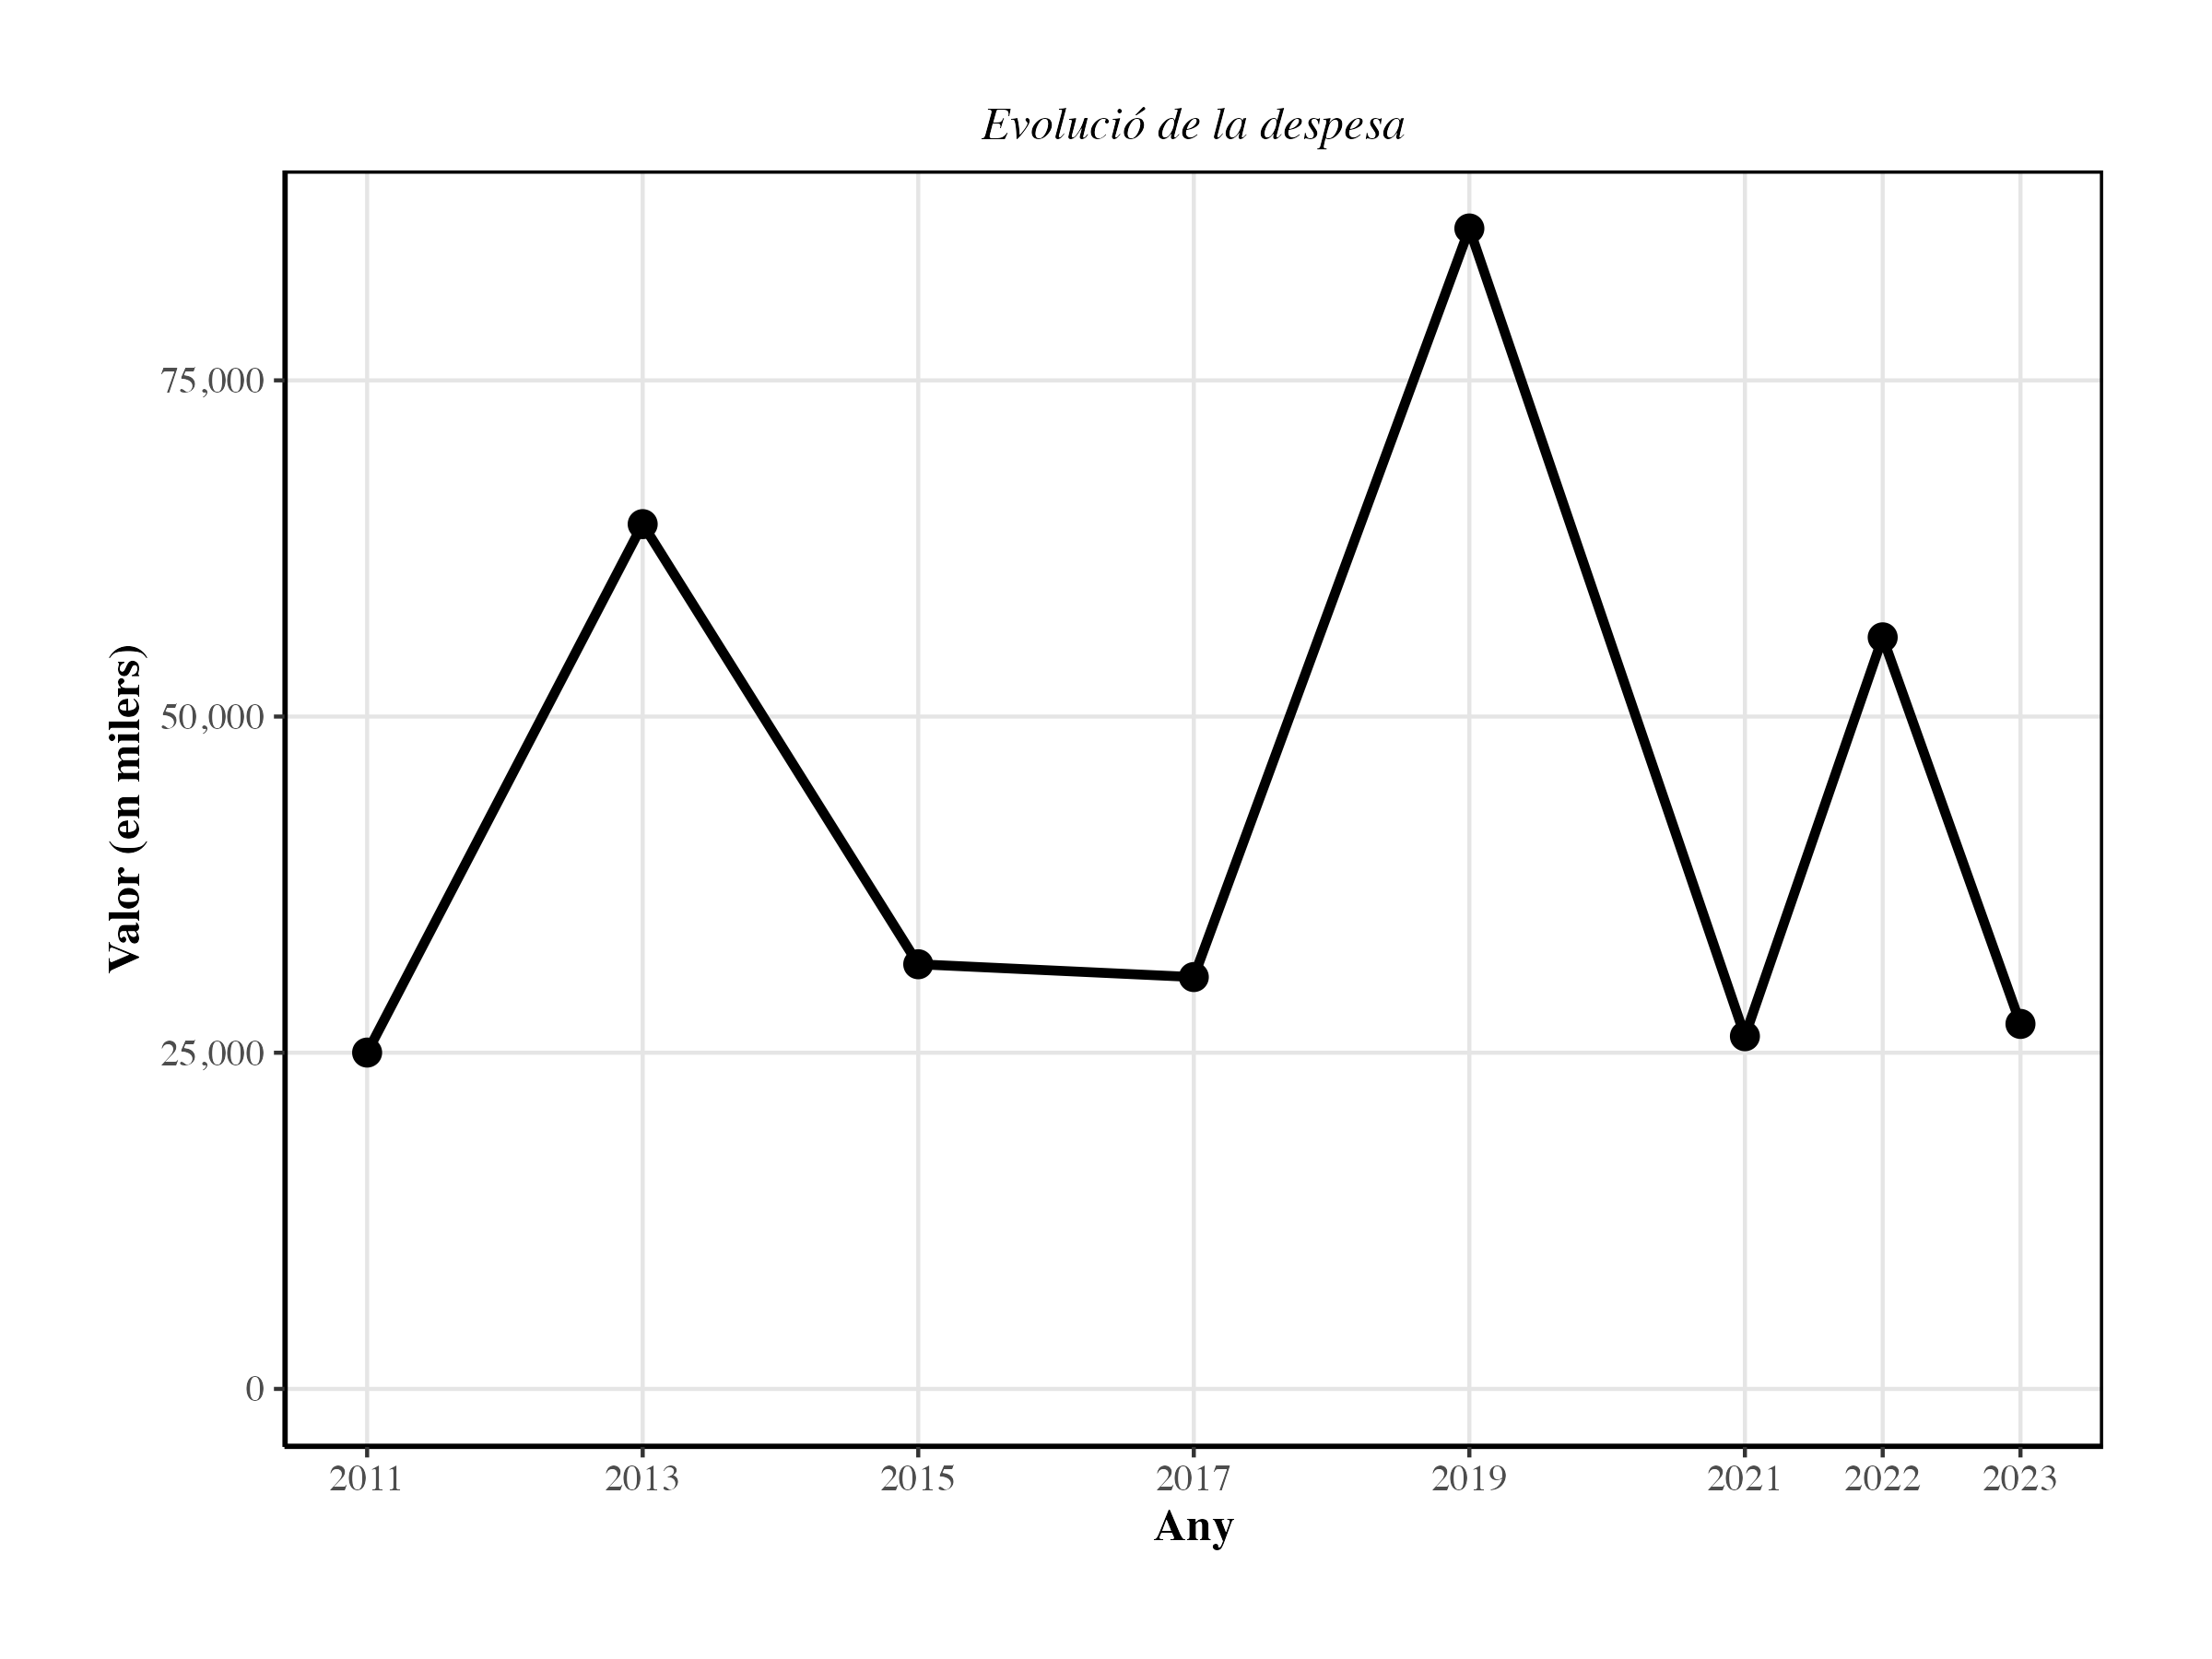 Evolució de la despesa
Valor (en milers)
75,000
50,000
25,000
0
2011 2013 2015 2017 2019 2021 2022 2023
Any